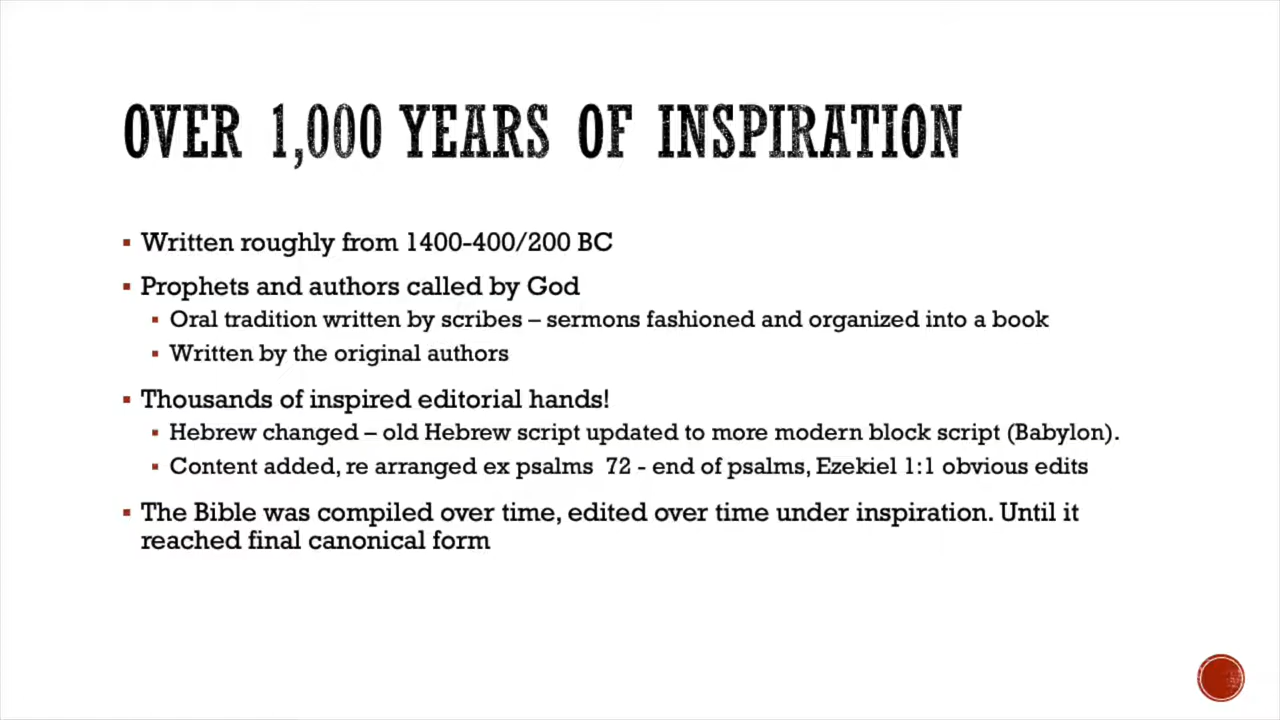 OVER 1,000 YEARS OF INSPIRATION
▪ Written roughly from 1400-400/200 BC
▪ Prophets and authors called by God
▪ Oral tradition written by scribes – sermons fashioned and organized into a book
▪ Written by the original authors
▪ Thousands of inspired editorial hands!
▪ Hebrew changed – old Hebrew script updated to more modern block script (Babylon).
▪ Content added, re arranged ex psalms  72 - end of psalms, Ezekiel 1:1 obvious edits
▪ The Bible was compiled over time, edited over time under inspiration. Until it
reached final canonical form